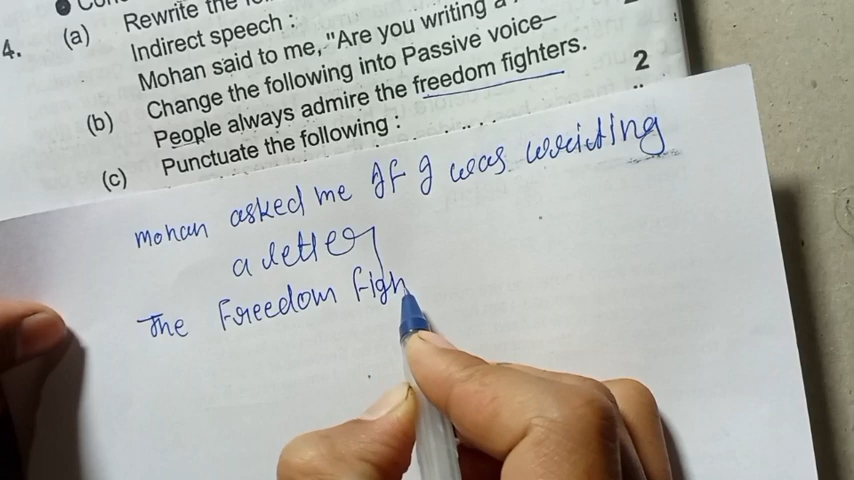 4. (a) Rewrite the
Indirect speech :
Mohan said to me, "Are you writing a
(b) Change the following into Passive voice–
People always admire the freedom fighters.
2
(c) Punctuate the following :
Mohan asked me If I was writing
a letter
The Freedom Figh